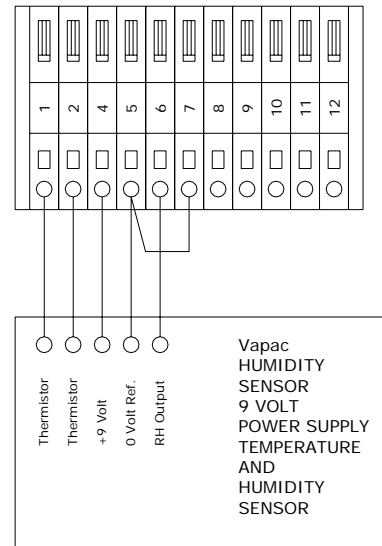 1
2
4
5
6
7
8
9
10
11
12
Thermistor
Thermistor
+9 Volt
0 Volt Ref.
RH Output
Vapac
HUMIDITY
SENSOR
9 VOLT
POWER SUPPLY
TEMPERATURE
AND
HUMIDITY
SENSOR